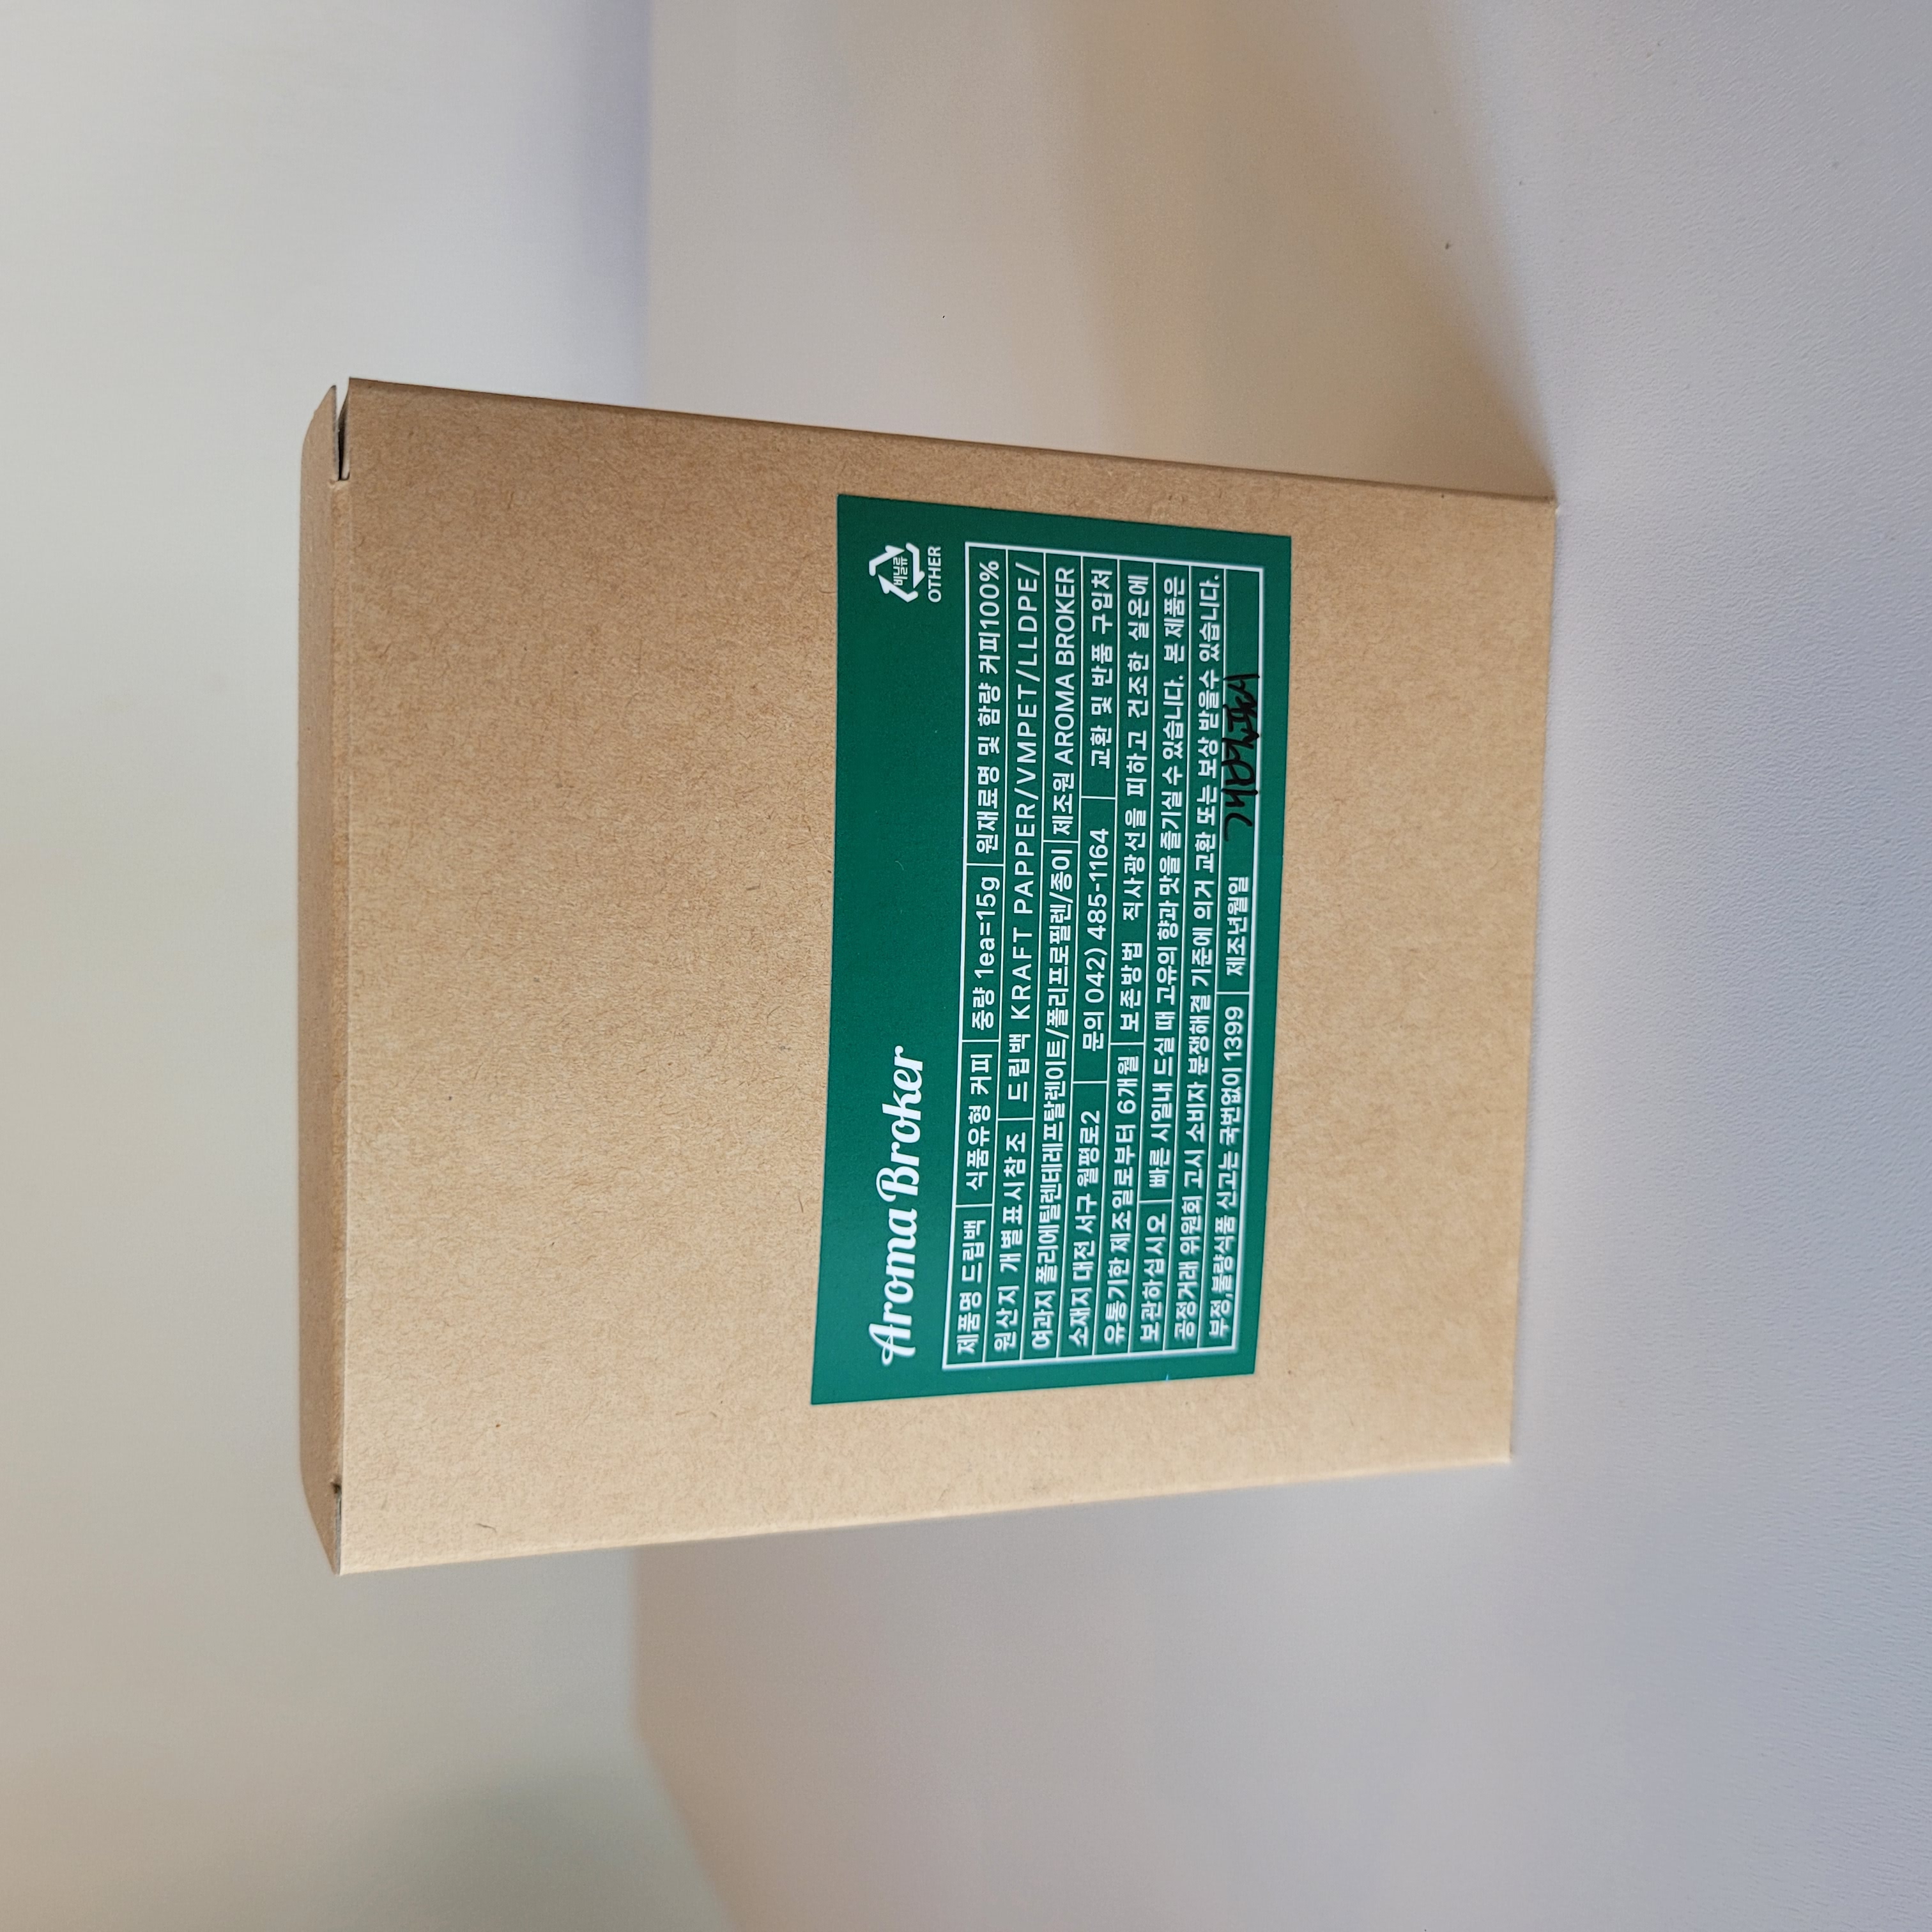 Aroma Broker
비닐류
OTHER
제품명 드립백 식품유형 커피 중량 1ea=15g 원재료명 및 함량 커피100%
원산지 개별표시참조 드립백 KRAFT PAPPER/VMPET/LLDPE/
여과지 폴리에틸렌테레프탈렌이트/폴리프로필렌/종이 제조원 AROMA BROKER
소재지 대전 서구 월평로2 문의 042) 485-1164 교환 및 반품 구입처
유통기한 제조일로부터 6개월 보존방법 직사광선을 피하고 건조한 실온에
보관하십시오 빠른 시일내 드실 때 고유의 향과 맛을 즐기실 수 있습니다. 본 제품은
공정거래 위원회 고시 소비자 분쟁해결 기준에 의거 교환 또는 보상 받을수 있습니다.
부정,불량식품 신고는 국번없이 1399 제조년월일 개별표시